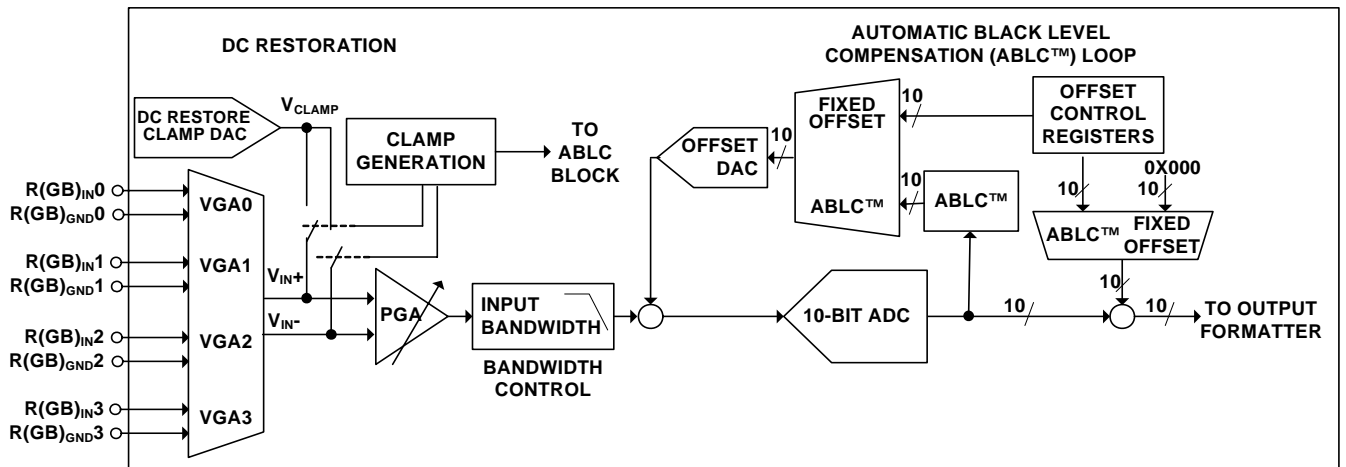 DC RESTORATION
AUTOMATIC BLACK LEVEL
COMPENSATION (ABLC™) LOOP
DC RESTORE
CLAMP DAC
VCLAMP
CLAMP
GENERATION
TO
ABLC
BLOCK
OFFSET
DAC
10
FIXED
OFFSET
ABLC™
10
10
OFFSET
CONTROL
REGISTERS
ABLC™
10
0X000
10
ABLC™
FIXED
OFFSET
10
R(GB)IN0
R(GB)GND0
R(GB)IN1
R(GB)GND1
R(GB)IN2
R(GB)GND2
R(GB)IN3
R(GB)GND3
VGA0
VGA1
VGA2
VGA3
VIN+
VIN-
PGA
INPUT
BANDWIDTH
BANDWIDTH
CONTROL
10-BIT ADC
10
10
TO OUTPUT
FORMATTER